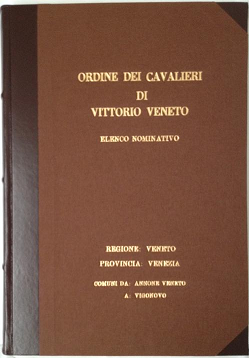 ORDINE DEI CAVALIERI
DI
VITTORIO VENETO
ELENCO NOMINATIVO
REGIONE: VENETO
PROVINCIA: VENEZIA
COMUNI DA: ANNONE VENETO
A: VIGONOVO